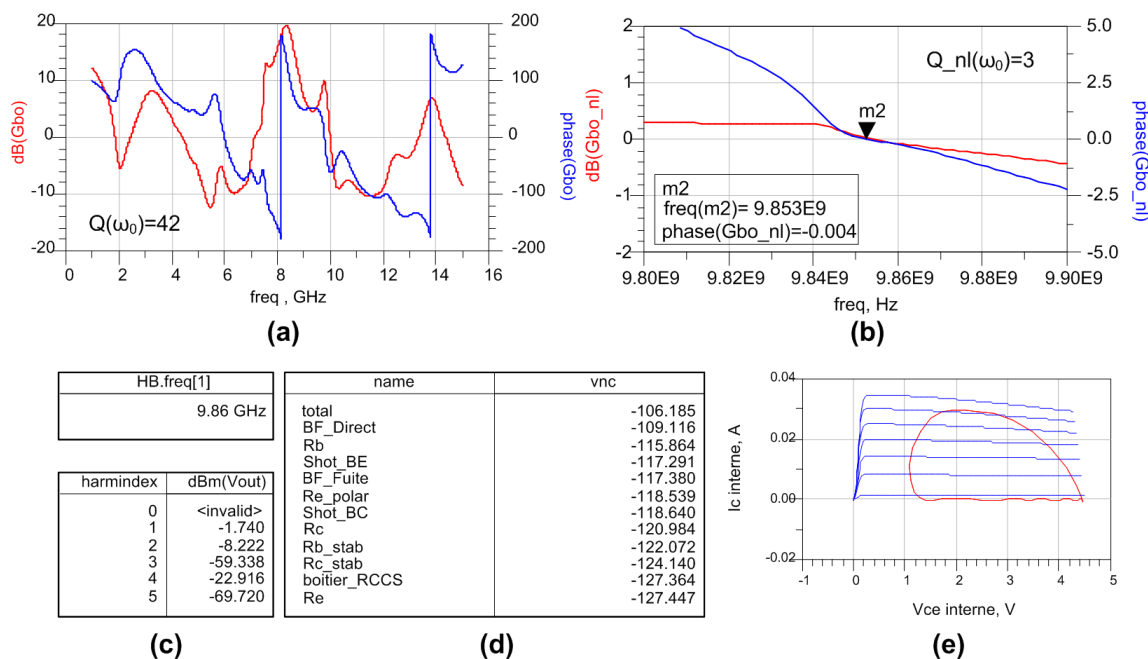 20
10
0
-10
-20
200
100
0
-100
-200
dB(Gbo)
phase(Gbo)
Q(ω₀)=42
0 2 4 6 8 10 12 14 16
freq , GHz
(a)
2
1
0
-1
2
5.0
2.5
0.0
-2.5
-5.0
dB(Gbo_nl)
phase(Gbo_nl)
Q_nl(ω₀)=3
m2
m2
freq(m2)= 9.853E9
phase(Gbo_nl)=-0.004
9.80E9 9.82E9 9.84E9 9.86E9 9.88E9 9.90E9
freq, Hz
(b)
HB.freq[1]
9.86 GHz
harmindex dBm(Vout)
0 <invalid>
1 -1.740
2 -8.222
3 -59.338
4 -22.916
5 -69.720
(c)
name vnc
total -106.185
BF_Direct -109.116
Rb -115.864
Shot_BE -117.291
BF_Fuite -117.380
Re_polar -118.539
Shot_BC -118.640
Rc -120.984
Rb_stab -122.072
Rc_stab -124.140
boitier_RCCS -127.364
Re -127.447
(d)
0.04
0.02
0.00
-0.02
Ic interne, A
-1 0 1 2 3 4 5
Vce interne, V
(e)